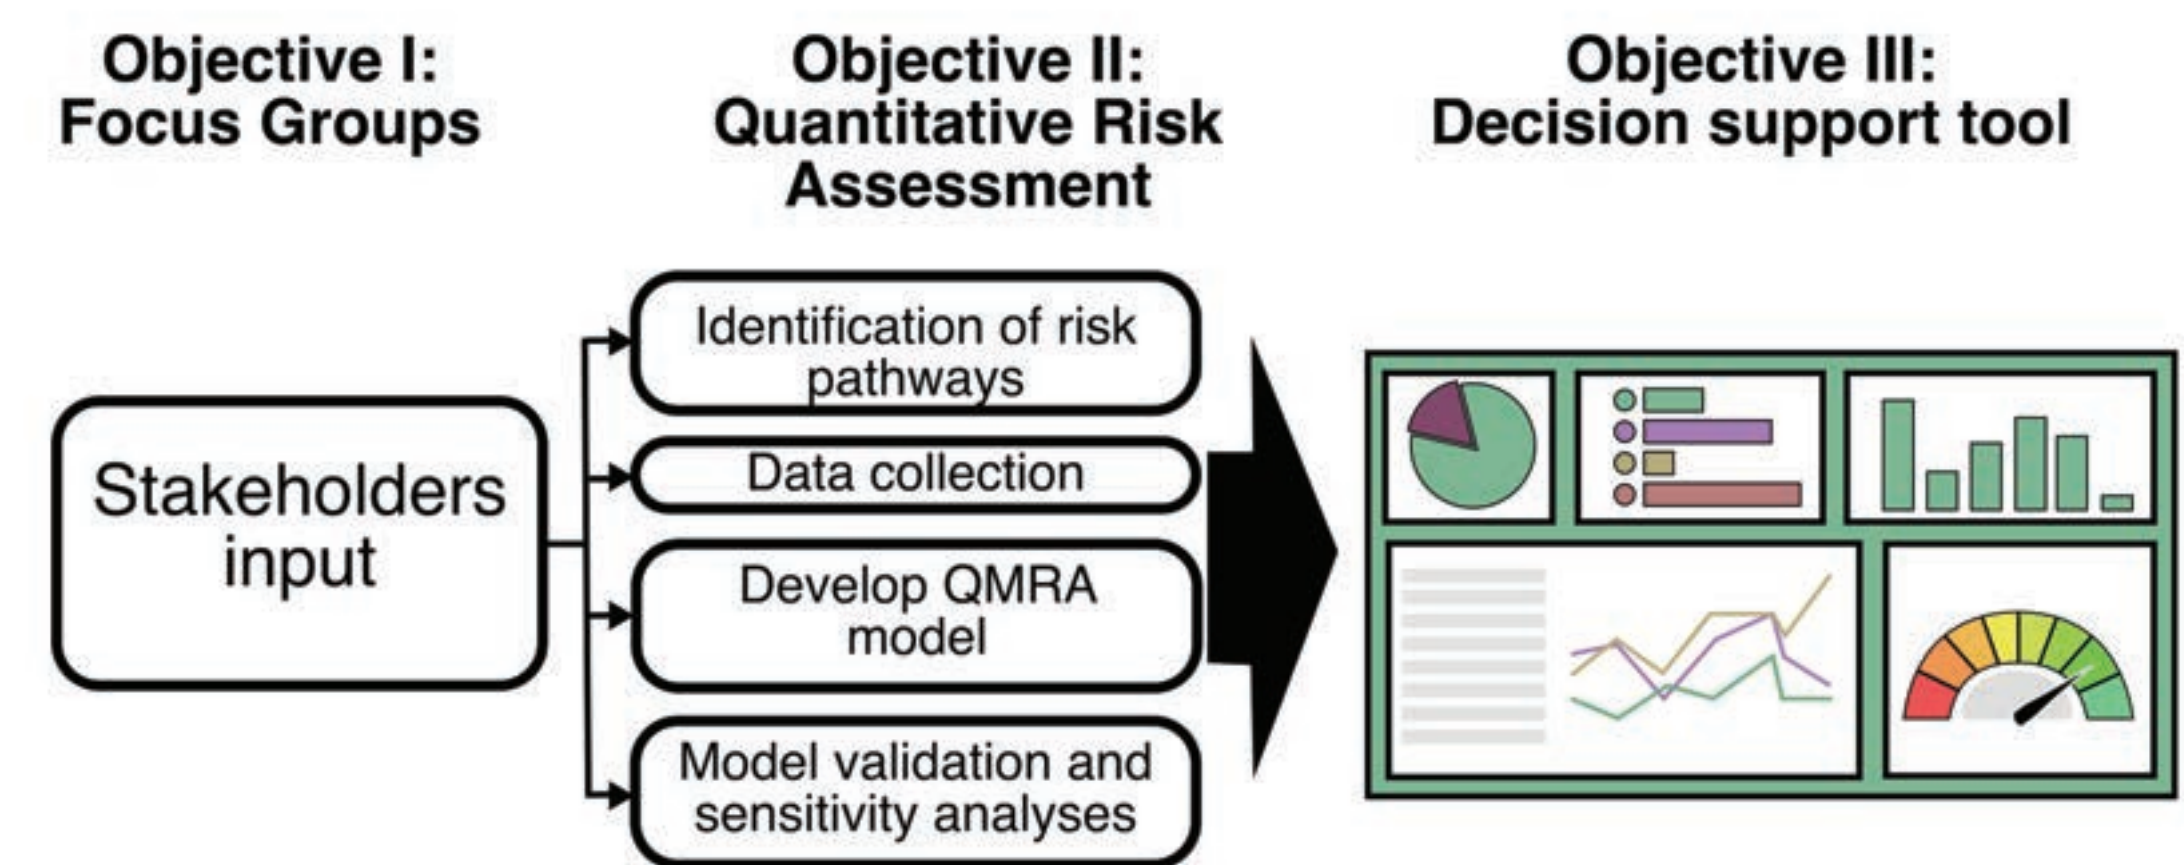 Objective I:
Focus Groups
Objective II:
Quantitative Risk
Assessment
Objective III:
Decision support tool
Stakeholders
input
Identification of risk
pathways
Data collection
Develop QMRA
model
Model validation and
sensitivity analyses